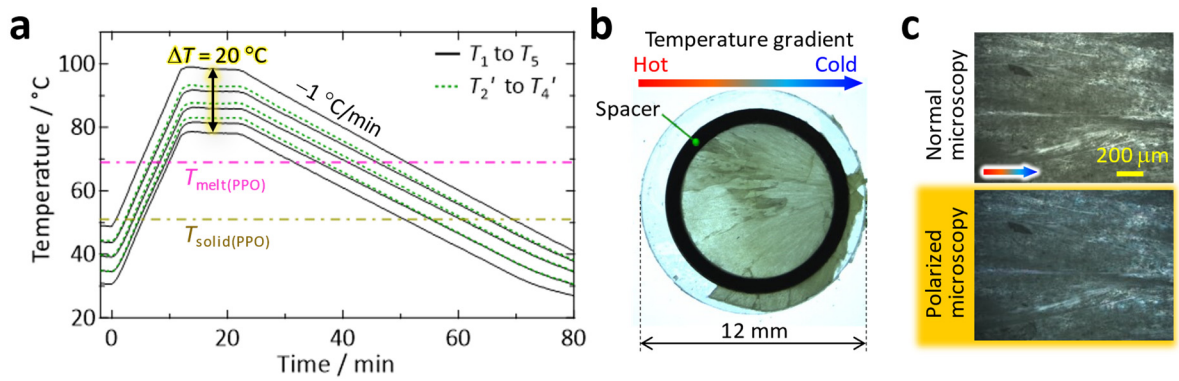 a
ΔT = 20 °C
T1 to T5
T2' to T4'
−1 °C/min
Tmelt(PPO)
Tsolid(PPO)
Temperature / °C
100
80
60
40
20
0
20
40
60
80
Time / min
b
Temperature gradient
Hot
Cold
Spacer
12 mm
c
Normal
microscopy
200 μm
Polarized
microscopy